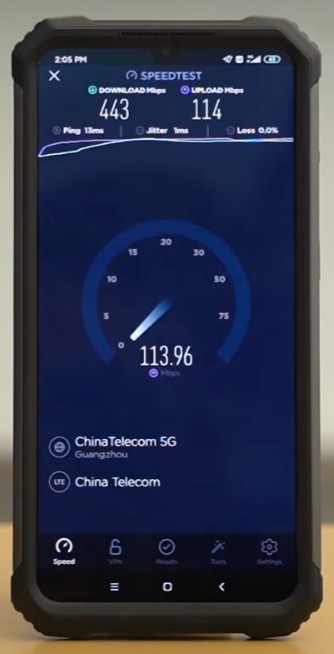 2:05 PM
SPEEDTEST
DOWNLOAD Mbps UPLOAD Mbps
443 114
Ping 13ms Jitter 1ms Loss 0.0%
20
15 30
10 50
5 75
0
113.96
Mbps
ChinaTelecom 5G
Guangzhou
LTE China Telecom
Speed VPN Results Tools Settings